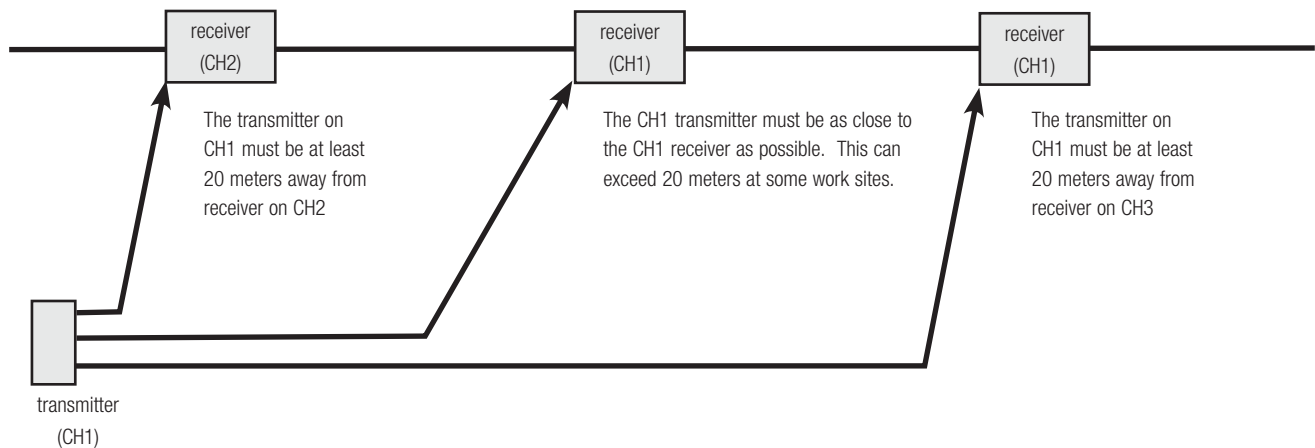 receiver
(CH2)
receiver
(CH1)
receiver
(CH1)
The transmitter on
CH1 must be at least
20 meters away from
receiver on CH2
The CH1 transmitter must be as close to
the CH1 receiver as possible.  This can
exceed 20 meters at some work sites.
The transmitter on
CH1 must be at least
20 meters away from
receiver on CH3
transmitter
(CH1)